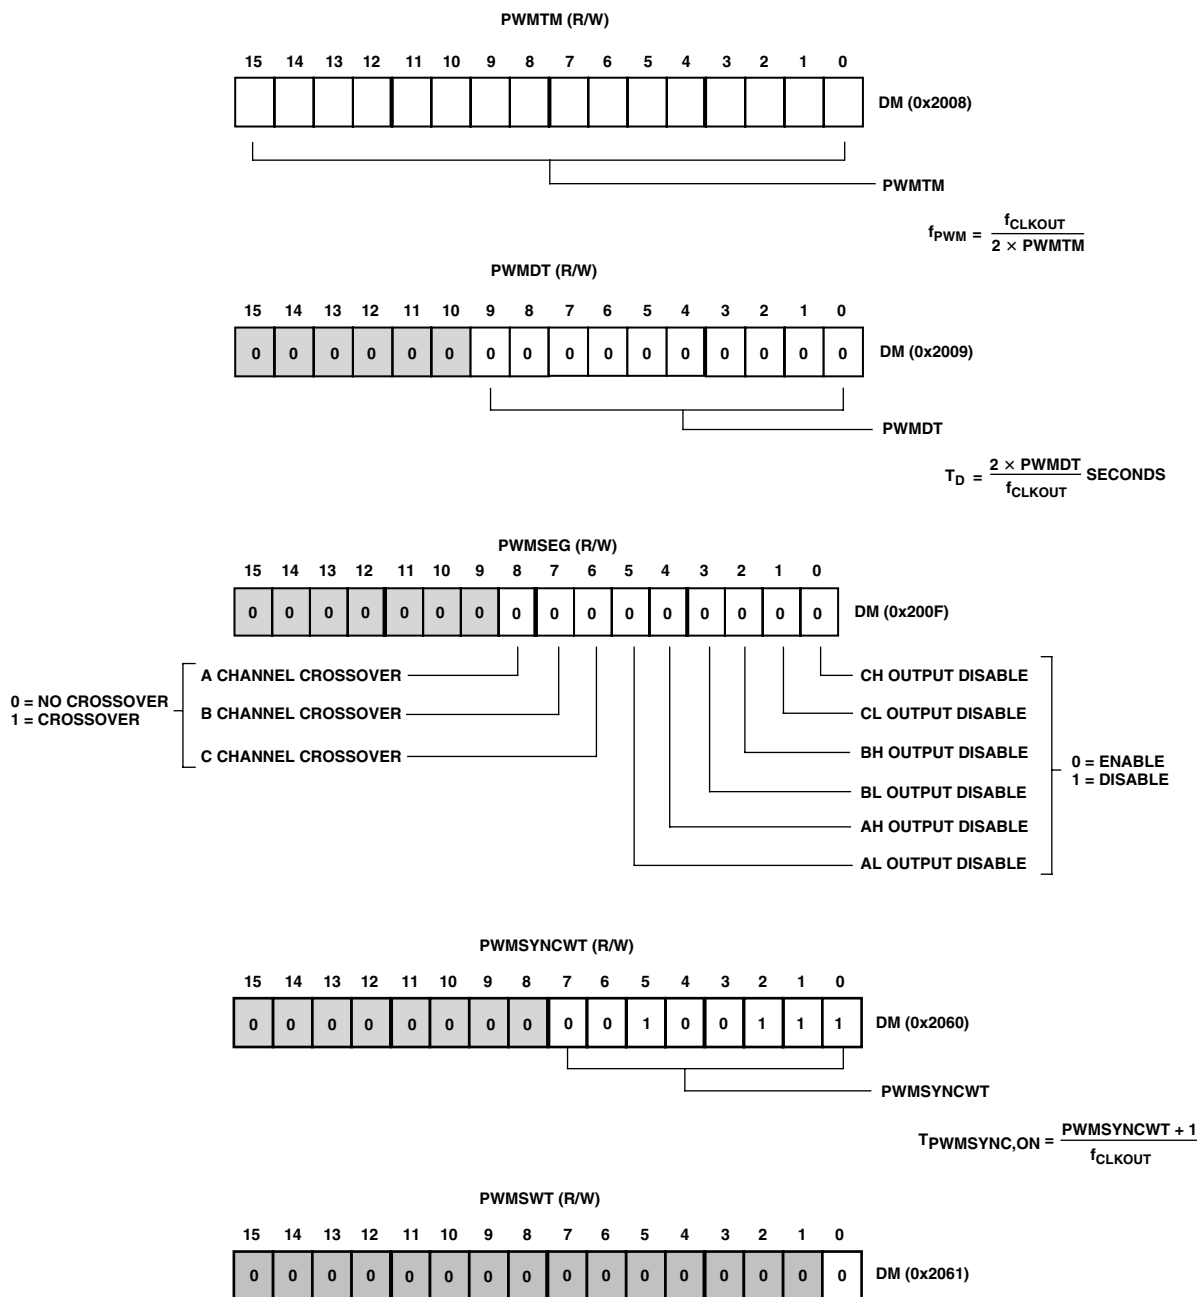 PWMTM (R/W)
15 14 13 12 11 10 9 8 7 6 5 4 3 2 1 0
DM (0x2008)
PWMTM
fPWM = fCLKOUT / 2 × PWMTM
PWMDT (R/W)
15 14 13 12 11 10 9 8 7 6 5 4 3 2 1 0
0 0 0 0 0 0 0 0 0 0 0 0 0 0 0 0 DM (0x2009)
PWMDT
TD = 2 × PWMDT / fCLKOUT SECONDS
PWMSEG (R/W)
15 14 13 12 11 10 9 8 7 6 5 4 3 2 1 0
0 0 0 0 0 0 0 0 0 0 0 0 0 0 0 0 DM (0x200F)
0 = NO CROSSOVER
1 = CROSSOVER
A CHANNEL CROSSOVER
B CHANNEL CROSSOVER
C CHANNEL CROSSOVER
CH OUTPUT DISABLE
CL OUTPUT DISABLE
BH OUTPUT DISABLE
BL OUTPUT DISABLE
AH OUTPUT DISABLE
AL OUTPUT DISABLE
0 = ENABLE
1 = DISABLE
PWMSYNCWT (R/W)
15 14 13 12 11 10 9 8 7 6 5 4 3 2 1 0
0 0 0 0 0 0 0 0 0 0 1 0 0 1 1 1 DM (0x2060)
PWMSYNCWT
TPWMSYNC,ON = PWMSYNCWT + 1 / fCLKOUT
PWMSWT (R/W)
15 14 13 12 11 10 9 8 7 6 5 4 3 2 1 0
0 0 0 0 0 0 0 0 0 0 0 0 0 0 0 0 DM (0x2061)